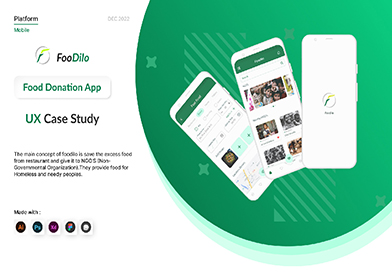 Platform
DEC 2022
Mobile
FooDilo
Food Donation App
UX Case Study
The main concept of foodilo is save the excess food
from restaurant and give it to NGO'S (Non-
Governmental Organization).They provide food for
Homeless and needy peoples.
Made with :
Ai
Ps
Xd
FooDilo
FooDilo